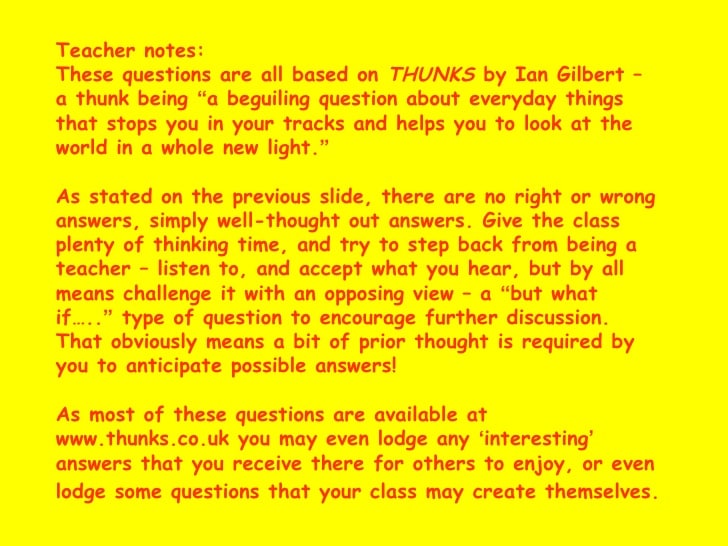 Teacher notes:
These questions are all based on THUNKS by Ian Gilbert –
a thunk being “a beguiling question about everyday things
that stops you in your tracks and helps you to look at the
world in a whole new light.”
As stated on the previous slide, there are no right or wrong
answers, simply well-thought out answers. Give the class
plenty of thinking time, and try to step back from being a
teacher – listen to, and accept what you hear, but by all
means challenge it with an opposing view – a “but what
if…..” type of question to encourage further discussion.
That obviously means a bit of prior thought is required by
you to anticipate possible answers!
As most of these questions are available at
www.thunks.co.uk you may even lodge any ‘interesting’
answers that you receive there for others to enjoy, or even
lodge some questions that your class may create themselves.